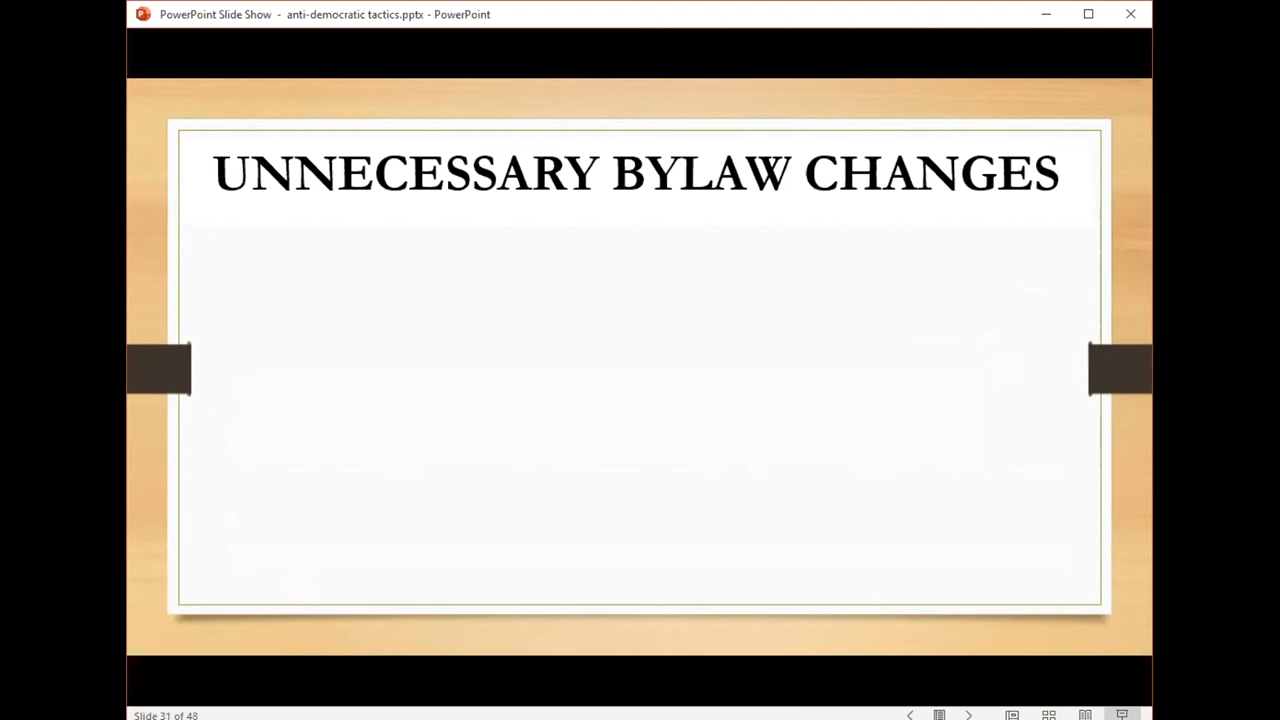 PowerPoint Slide Show - anti-democratic tactics.pptx - PowerPoint
UNNECESSARY BYLAW CHANGES
Slide 31 of 48